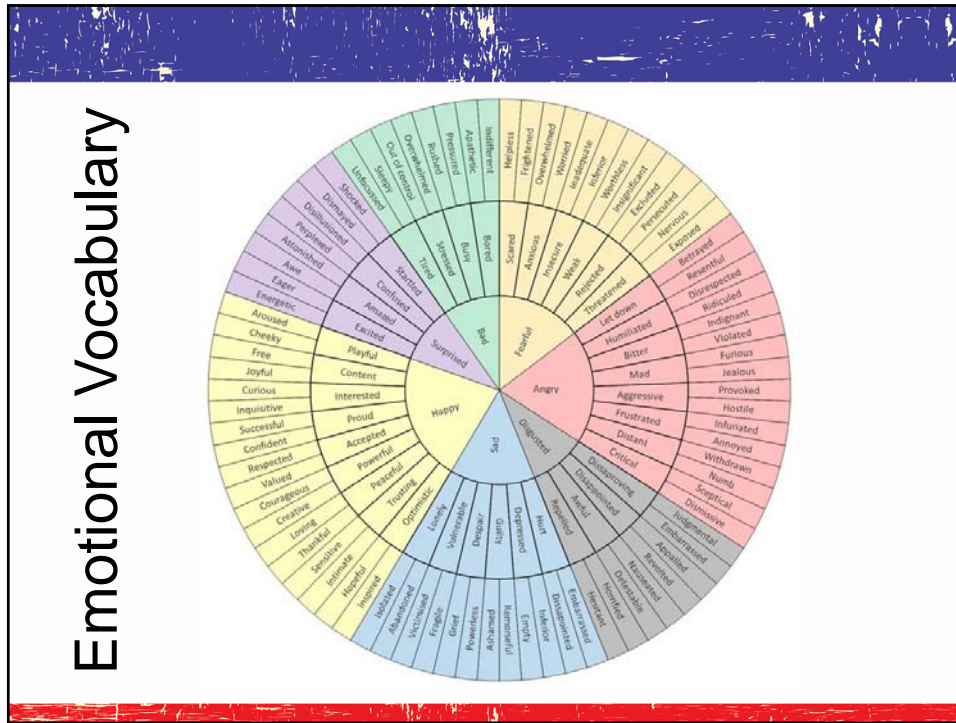 Emotional Vocabulary
Fearful
Angry
Disgusted
Sad
Happy
Surprised
Bad
Scared
Anxious
Insecure
Weak
Rejected
Threatened
Let down
Humiliated
Bitter
Mad
Aggressive
Frustrated
Distant
Critical
Dissaproving
Disappointed
Awful
Repelled
Hurt
Depressed
Guilty
Despair
Vulnerable
Lonely
Optimistic
Trusting
Peaceful
Powerful
Accepted
Proud
Interested
Content
Playful
Excited
Amazed
Confused
Startled
Tired
Stressed
Busy
Bored
Helpless
Frightened
Overwhelmed
Worried
Inadequate
Inferior
Worthless
Insignificant
Excluded
Persecuted
Nervous
Exposed
Betrayed
Resentful
Disrespected
Ridiculed
Indignant
Violated
Furious
Jealous
Provoked
Hostile
Infuriated
Annoyed
Withdrawn
Numb
Sceptical
Dismissive
Judgmental
Embarrassed
Appalled
Revolted
Nauseated
Detestable
Horrified
Hesitant
Embarrassed
Dissapointed
Inferior
Empty
Remorseful
Ashamed
Powerless
Grief
Fragile
Victimised
Abandoned
Isolated
Inspired
Hopeful
Intimate
Sensitive
Thankful
Loving
Creative
Courageous
Valued
Respected
Confident
Successful
Inquisitive
Curious
Joyful
Free
Cheeky
Aroused
Energetic
Eager
Awe
Astonished
Perplexed
Disillusioned
Dismayed
Shocked
Unfocussed
Sleepy
Out of control
Overwhelmed
Rushed
Pressured
Apathetic
Indifferent